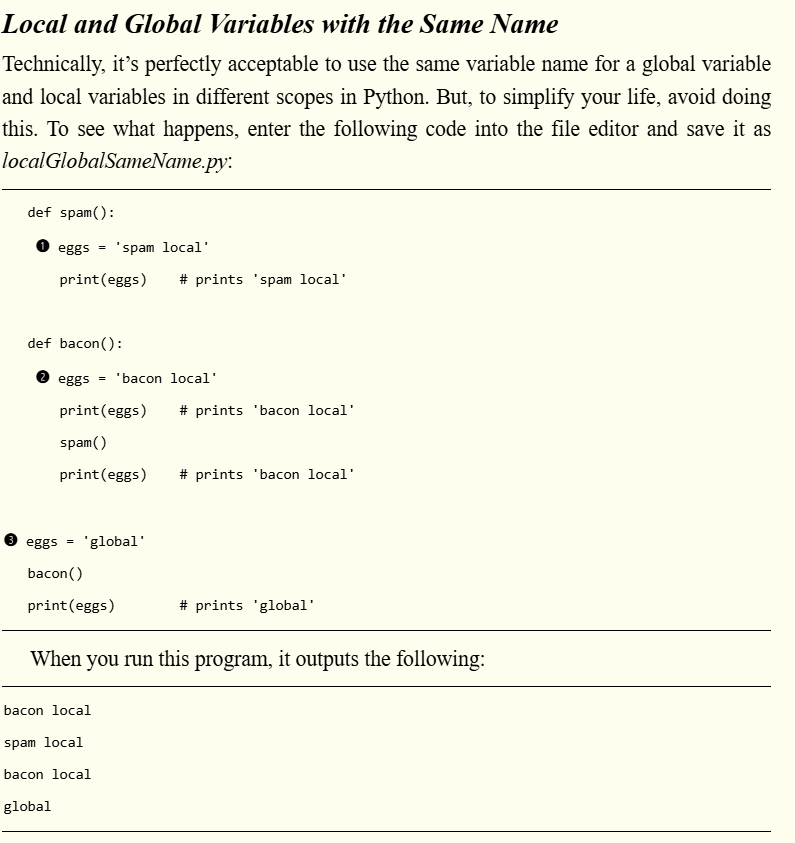 Local and Global Variables with the Same Name
Technically, it’s perfectly acceptable to use the same variable name for a global variable
and local variables in different scopes in Python. But, to simplify your life, avoid doing
this. To see what happens, enter the following code into the file editor and save it as
localGlobalSameName.py:
def spam():
❶ eggs = 'spam local'
print(eggs)    # prints 'spam local'
def bacon():
❷ eggs = 'bacon local'
print(eggs)    # prints 'bacon local'
spam()
print(eggs)    # prints 'bacon local'
❸ eggs = 'global'
bacon()
print(eggs)        # prints 'global'
When you run this program, it outputs the following:
bacon local
spam local
bacon local
global